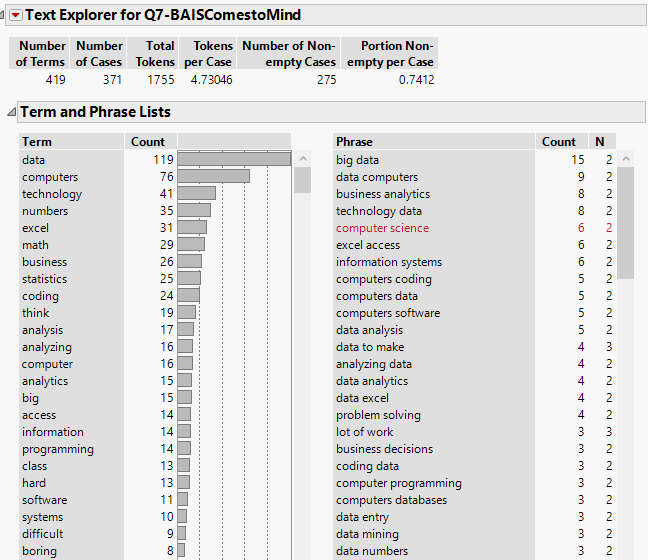 Text Explorer for Q7-BAISComestoMind
Number of Terms Number of Cases Total Tokens Tokens per Case Number of Non-empty Cases Portion Non-empty per Case
419 371 1755 4.73046 275 0.7412
Term and Phrase Lists
Term Count Phrase Count N
data 119 big data 15 2
computers 76 data computers 9 2
technology 41 business analytics 8 2
numbers 35 technology data 8 2
excel 31 computer science 6 2
math 29 excel access 6 2
business 26 information systems 6 2
statistics 25 computers coding 5 2
coding 24 computers data 5 2
think 19 computers software 5 2
analysis 17 data analysis 5 2
analyzing 16 data to make 4 3
computer 16 analyzing data 4 2
analytics 15 data analytics 4 2
big 15 data excel 4 2
access 14 problem solving 4 2
information 14 lot of work 3 3
programming 14 business decisions 3 2
class 13 coding data 3 2
hard 13 computer programming 3 2
software 11 computers databases 3 2
systems 10 data entry 3 2
difficult 9 data mining 3 2
boring 8 data numbers 3 2